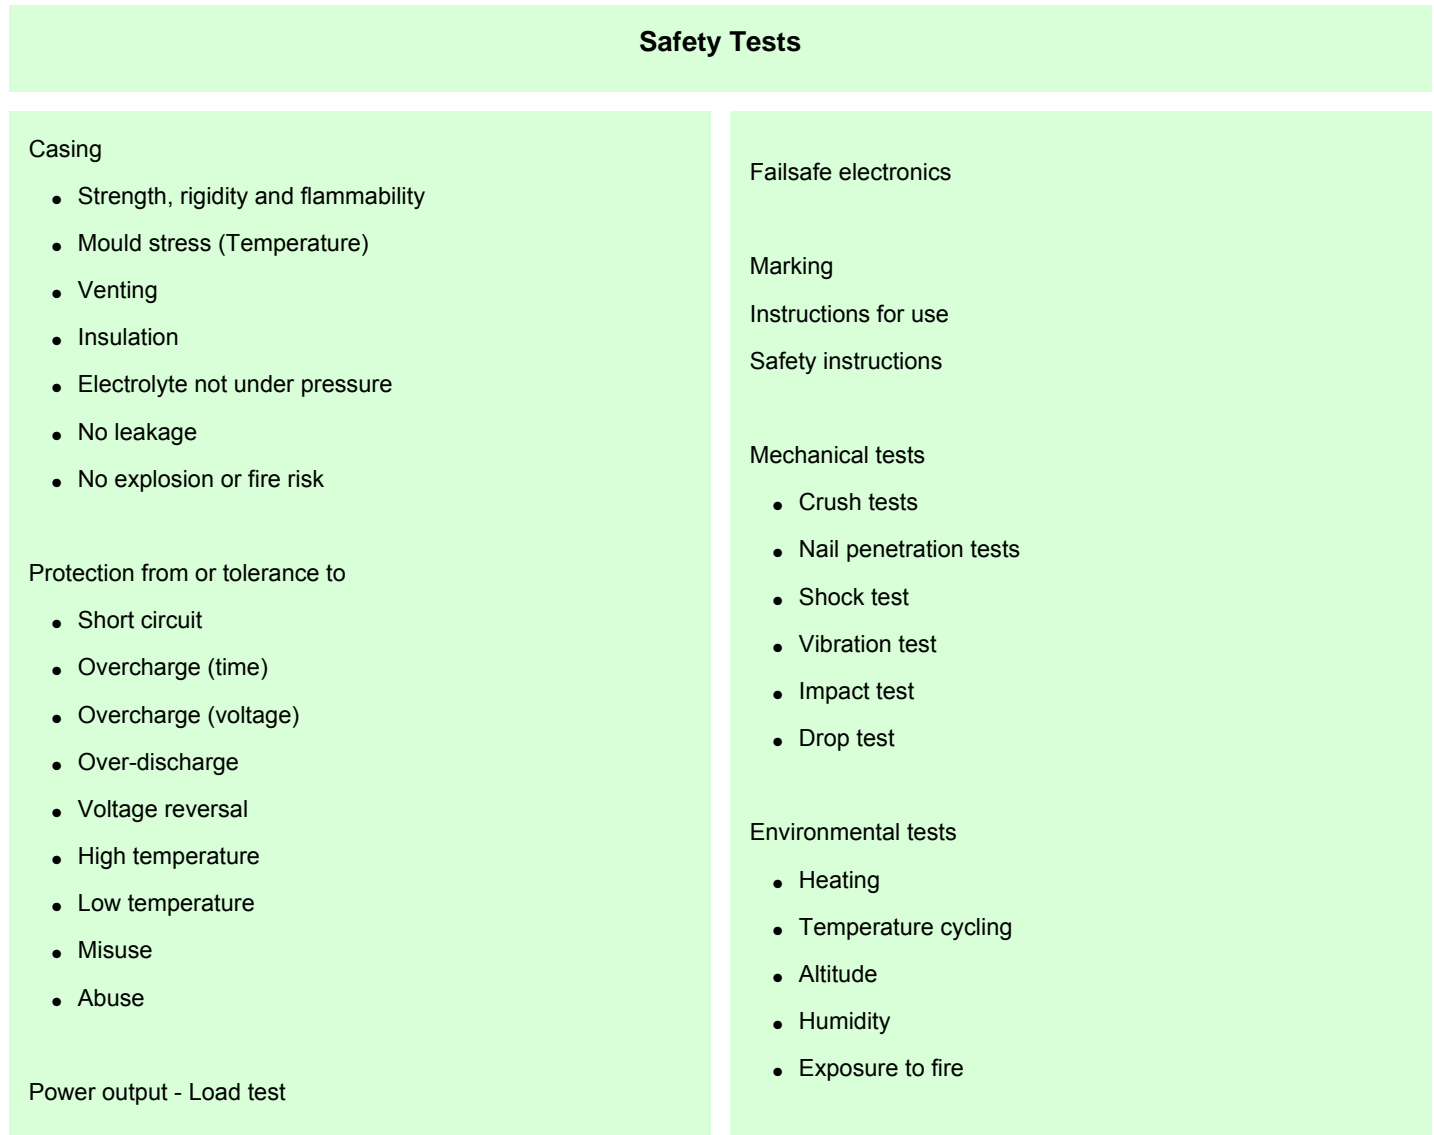 Safety Tests
Casing
• Strength, rigidity and flammability
• Mould stress (Temperature)
• Venting
• Insulation
• Electrolyte not under pressure
• No leakage
• No explosion or fire risk
Protection from or tolerance to
• Short circuit
• Overcharge (time)
• Overcharge (voltage)
• Over-discharge
• Voltage reversal
• High temperature
• Low temperature
• Misuse
• Abuse
Power output - Load test
Failsafe electronics
Marking
Instructions for use
Safety instructions
Mechanical tests
• Crush tests
• Nail penetration tests
• Shock test
• Vibration test
• Impact test
• Drop test
Environmental tests
• Heating
• Temperature cycling
• Altitude
• Humidity
• Exposure to fire